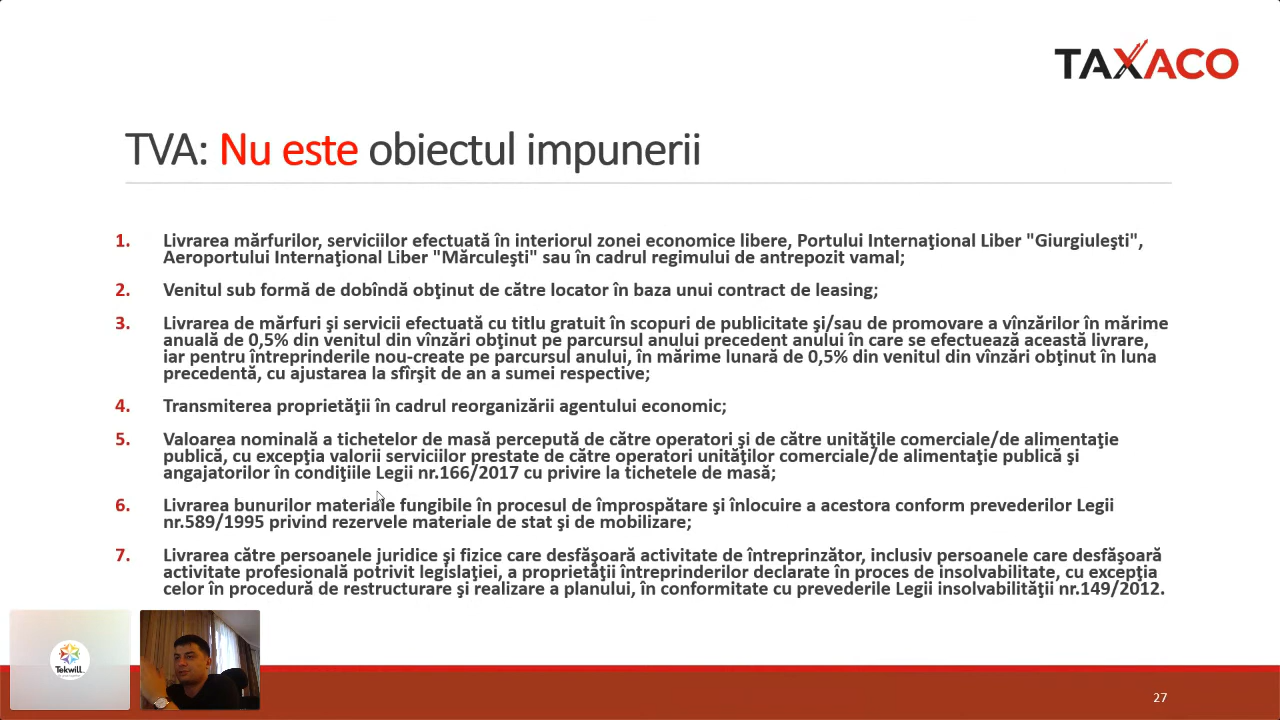 TAXACO
TVA: Nu este obiectul impunerii
1. Livrarea mărfurilor, serviciilor efectuată în interiorul zonei economice libere, Portului Internaţional Liber "Giurgiuleşti",
Aeroportului Internaţional Liber "Mărculeşti" sau în cadrul regimului de antrepozit vamal;
2. Venitul sub formă de dobîndă obţinut de către locator în baza unui contract de leasing;
3. Livrarea de mărfuri şi servicii efectuată cu titlu gratuit în scopuri de publicitate şi/sau de promovare a vînzărilor în mărime
anuală de 0,5% din venitul din vînzări obţinut pe parcursul anului precedent anului în care se efectuează această livrare,
iar pentru întreprinderile nou-create pe parcursul anului, în mărime lunară de 0,5% din venitul din vînzări obţinut în luna
precedentă, cu ajustarea la sfîrşit de an a sumei respective;
4. Transmiterea proprietăţii în cadrul reorganizării agentului economic;
5. Valoarea nominală a tichetelor de masă percepută de către operatori şi de către unităţile comerciale/de alimentaţie
publică, cu excepţia valorii serviciilor prestate de către operatori unităţilor comerciale/de alimentaţie publică şi
angajatorilor în condiţiile Legii nr.166/2017 cu privire la tichetele de masă;
6. Livrarea bunurilor materiale fungibile în procesul de împrospătare şi înlocuire a acestora conform prevederilor Legii
nr.589/1995 privind rezervele materiale de stat şi de mobilizare;
7. Livrarea către persoanele juridice şi fizice care desfăşoară activitate de întreprinzător, inclusiv persoanele care desfăşoară
activitate profesională potrivit legislaţiei, a proprietăţii întreprinderilor declarate în proces de insolvabilitate, cu excepţia
celor în procedură de restructurare şi realizare a planului, în conformitate cu prevederile Legii insolvabilităţii nr.149/2012.
Tekwill
27